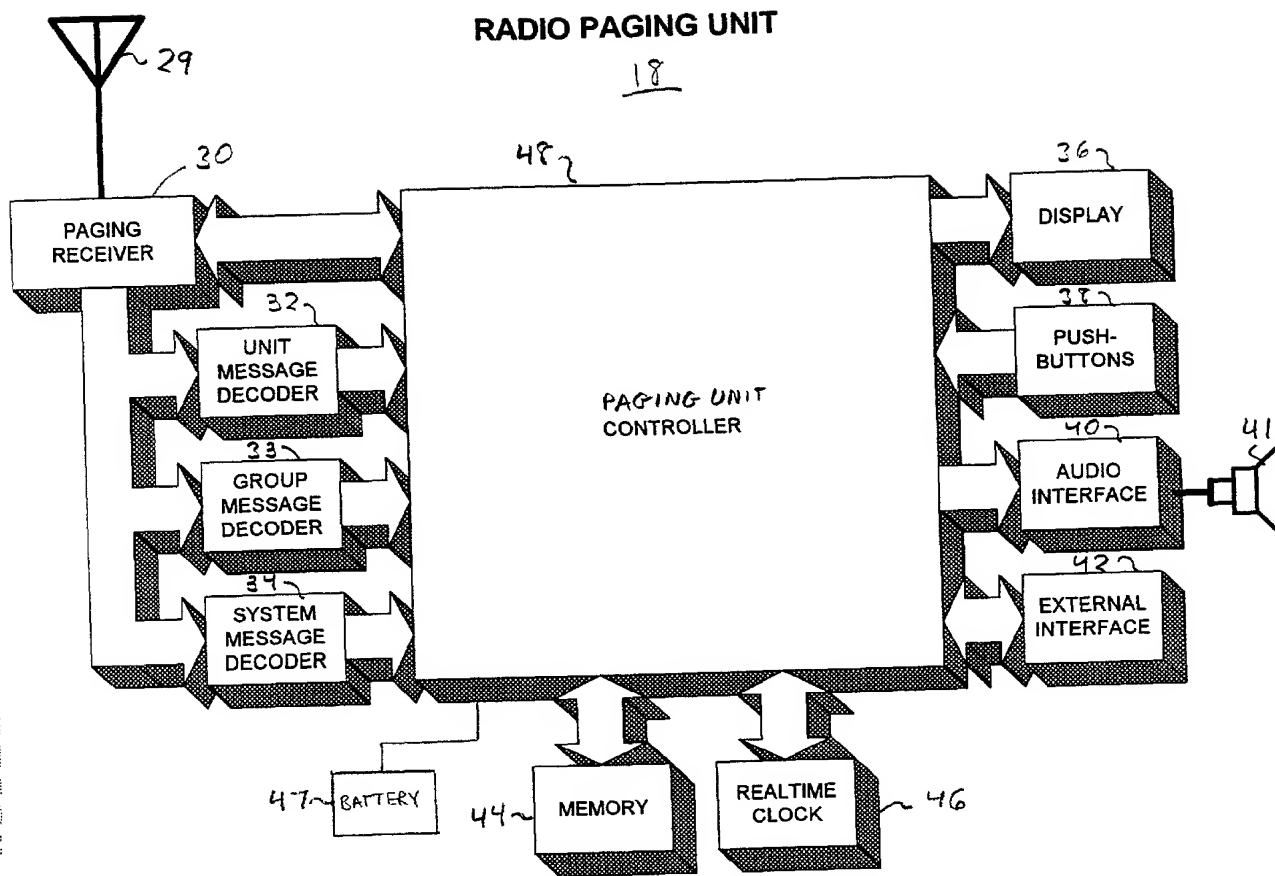 RADIO PAGING UNIT
18
29
30
PAGING
RECEIVER
48
36
DISPLAY
32
UNIT
MESSAGE
DECODER
38
PUSH-
BUTTONS
PAGING UNIT
CONTROLLER
33
GROUP
MESSAGE
DECODER
40
AUDIO
INTERFACE
41
34
SYSTEM
MESSAGE
DECODER
42
EXTERNAL
INTERFACE
47
BATTERY
44
MEMORY
REALTIME
CLOCK
46